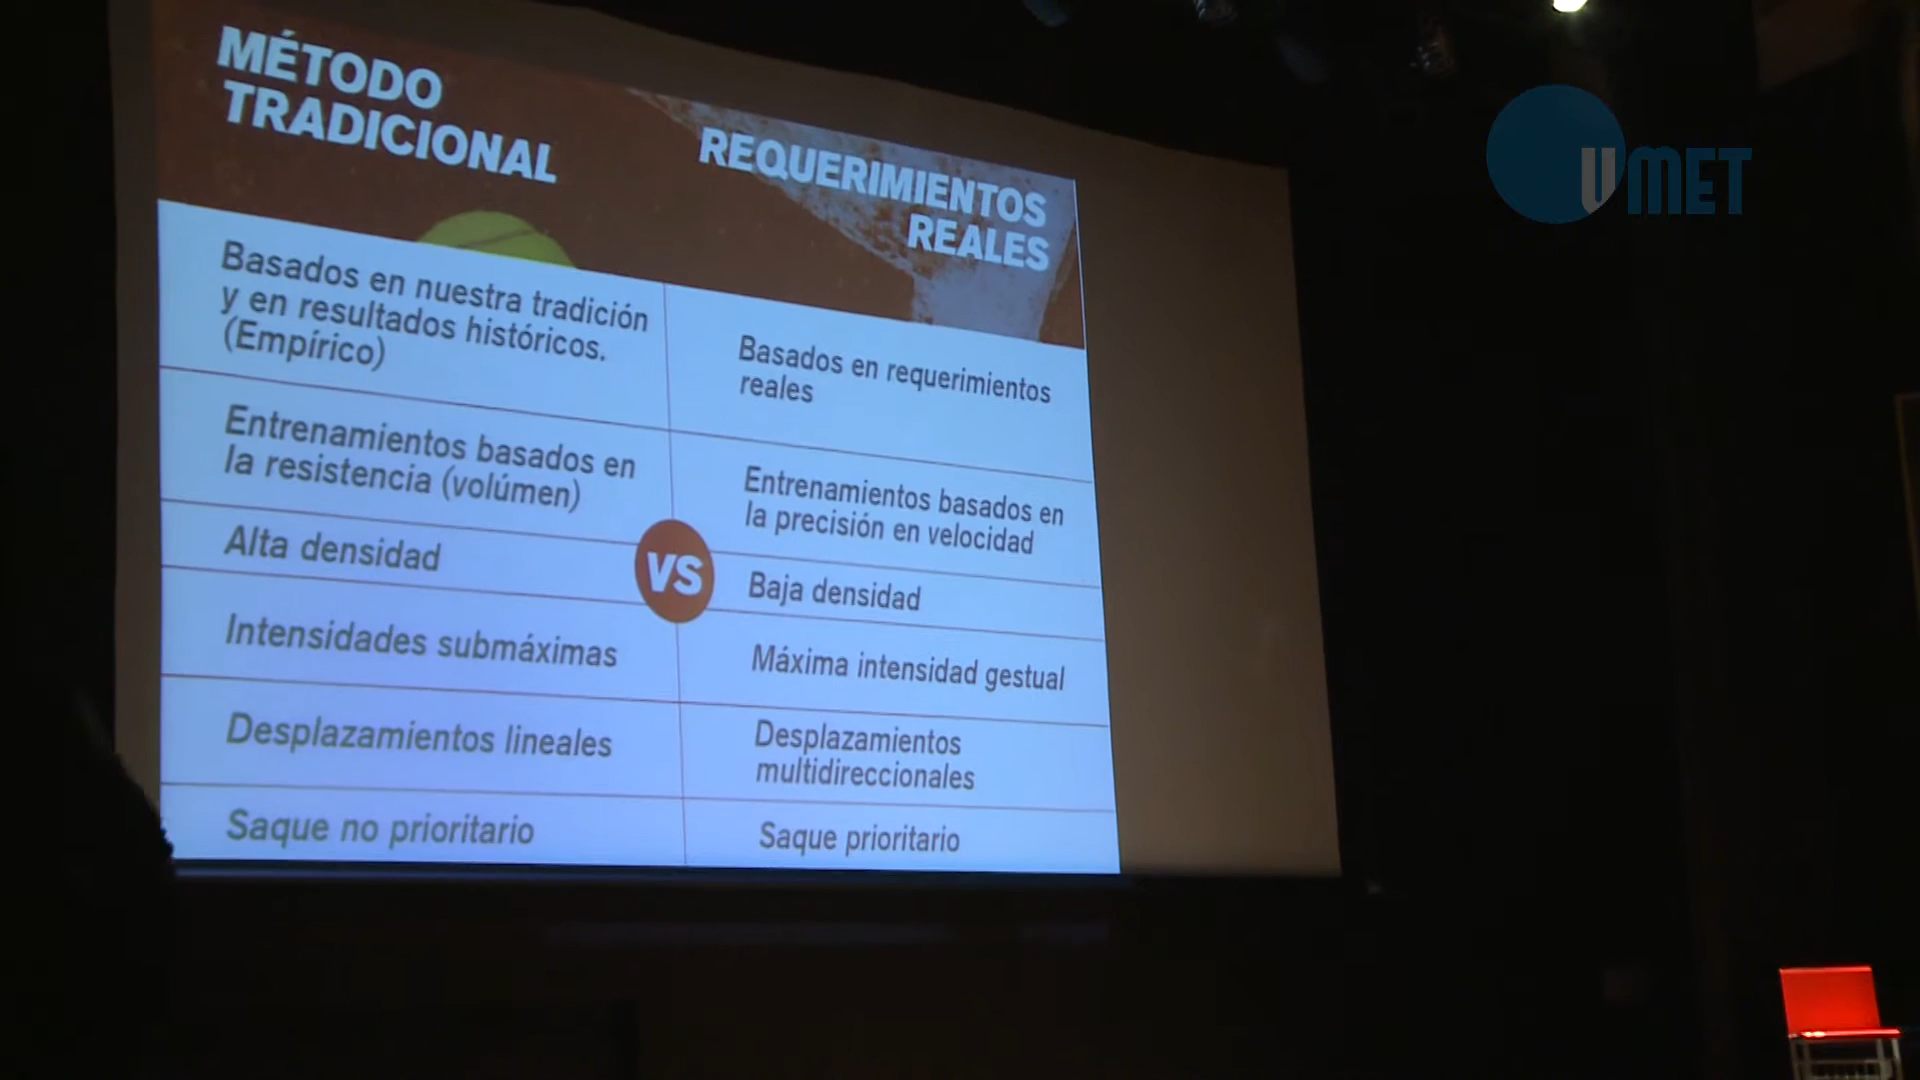 MÉTODO
TRADICIONAL
REQUERIMIENTOS
REALES
Basados en nuestra tradición
y en resultados históricos.
(Empírico)
Basados en requerimientos
reales
Entrenamientos basados en
la resistencia (volúmen)
Entrenamientos basados en
la precisión en velocidad
Alta densidad
VS
Baja densidad
Intensidades submáximas
Máxima intensidad gestual
Desplazamientos lineales
Desplazamientos
multidireccionales
Saque no prioritario
Saque prioritario
UMET